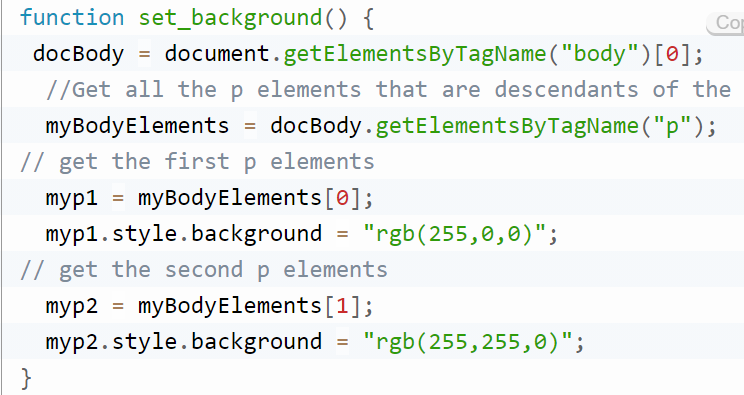 function set_background() {
Cop
docBody = document.getElementsByTagName("body")[0];
//Get all the p elements that are descendants of the
myBodyElements = docBody.getElementsByTagName("p");
// get the first p elements
myp1 = myBodyElements[0];
myp1.style.background = "rgb(255,0,0)";
// get the second p elements
myp2 = myBodyElements[1];
myp2.style.background = "rgb(255,255,0)";
}